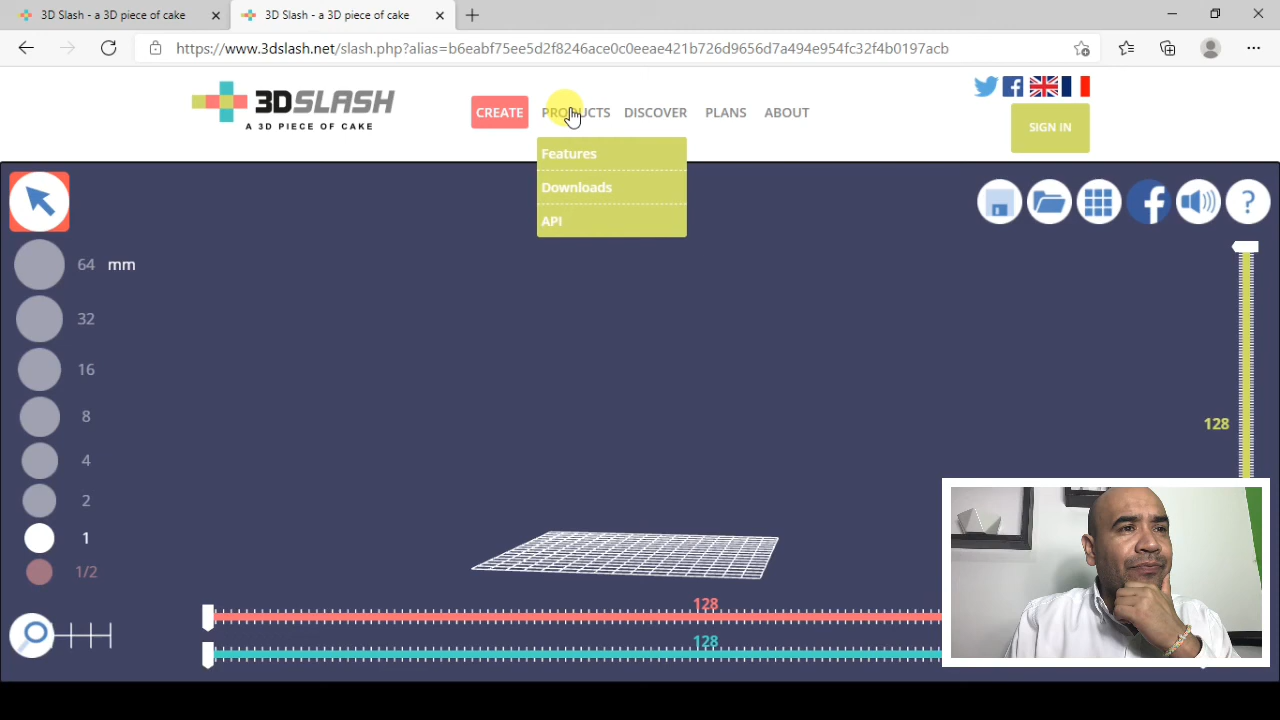 3D Slash - a 3D piece of cake
3D Slash - a 3D piece of cake
https://www.3dslash.net/slash.php?alias=b6eabf75ee5d2f8246ace0c0eeae421b726d9656d7a494e954fc32f4b0197acb
3DSLASH
A 3D PIECE OF CAKE
CREATE PRODUCTS DISCOVER PLANS ABOUT
SIGN IN
Features
Downloads
API
64 mm
32
16
8
4
2
1
1/2
128
128
128
?